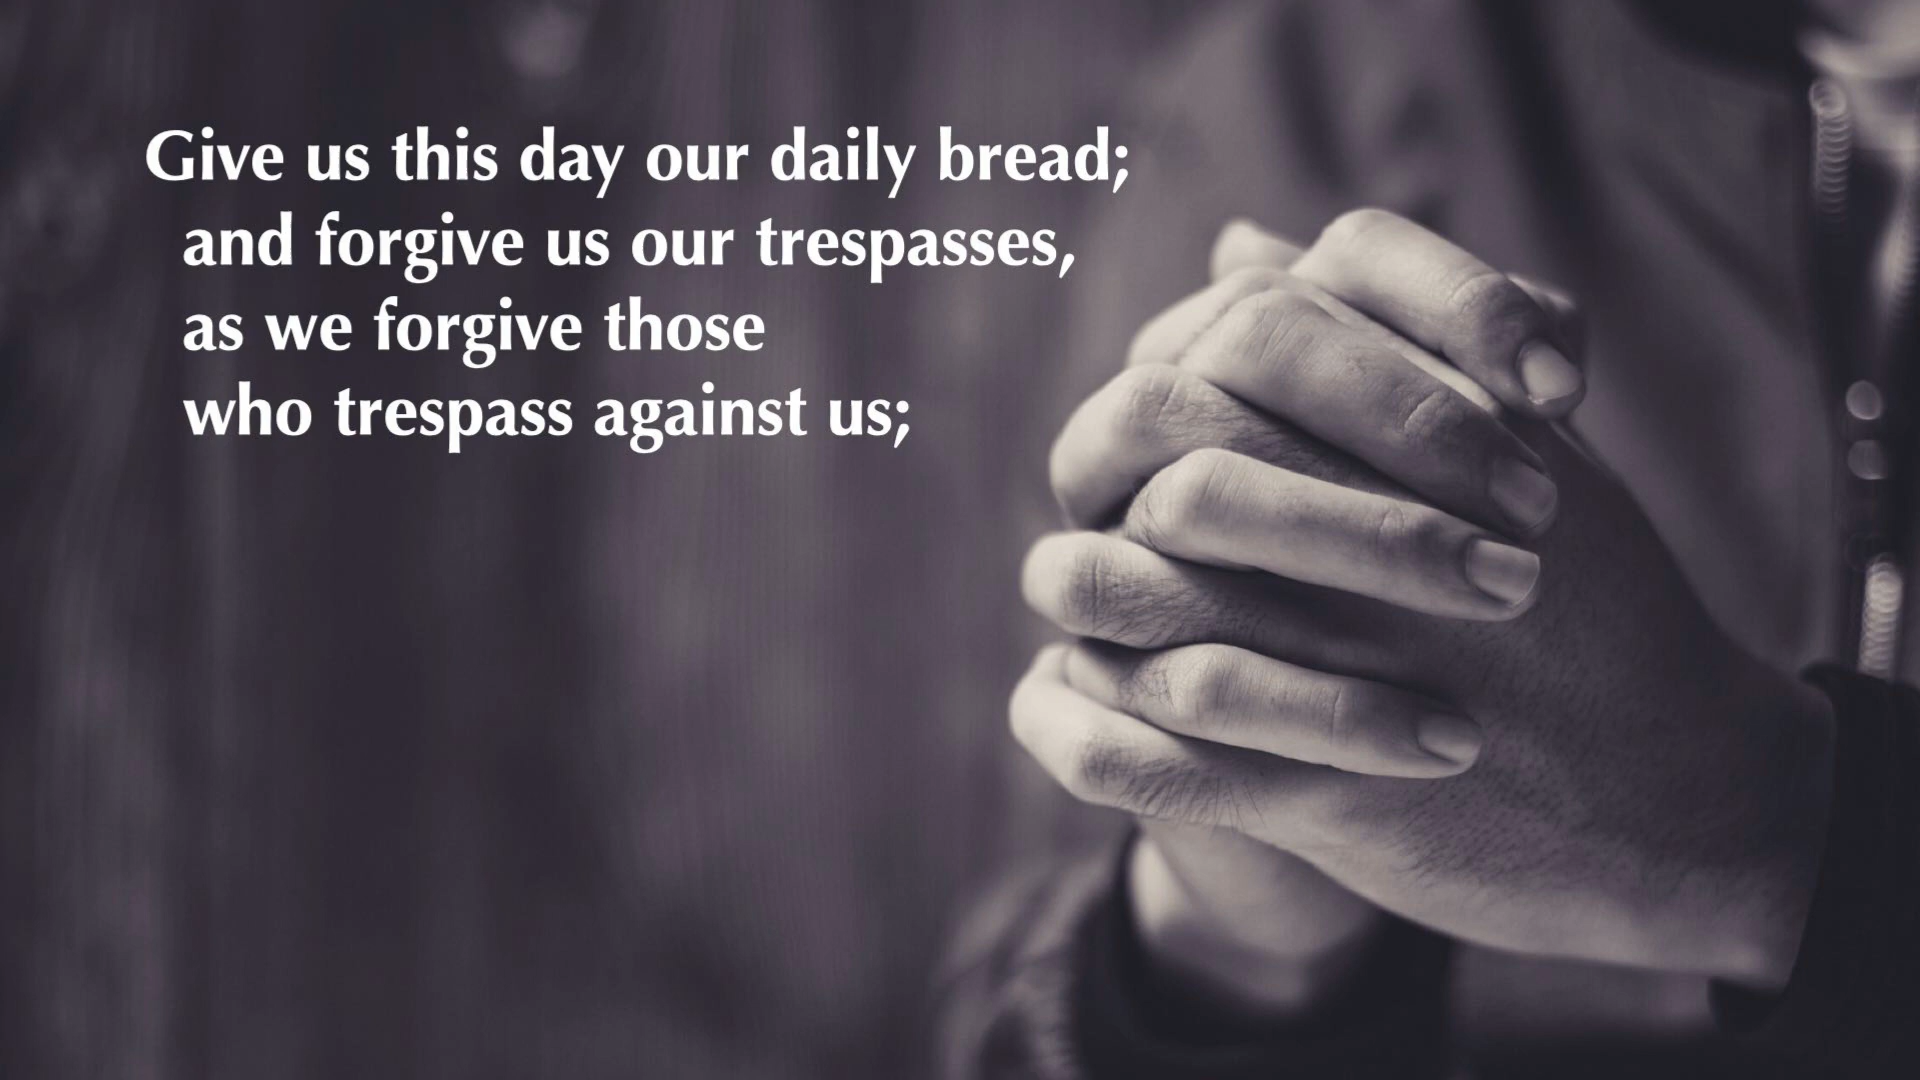 Give us this day our daily bread;
and forgive us our trespasses,
as we forgive those
who trespass against us;